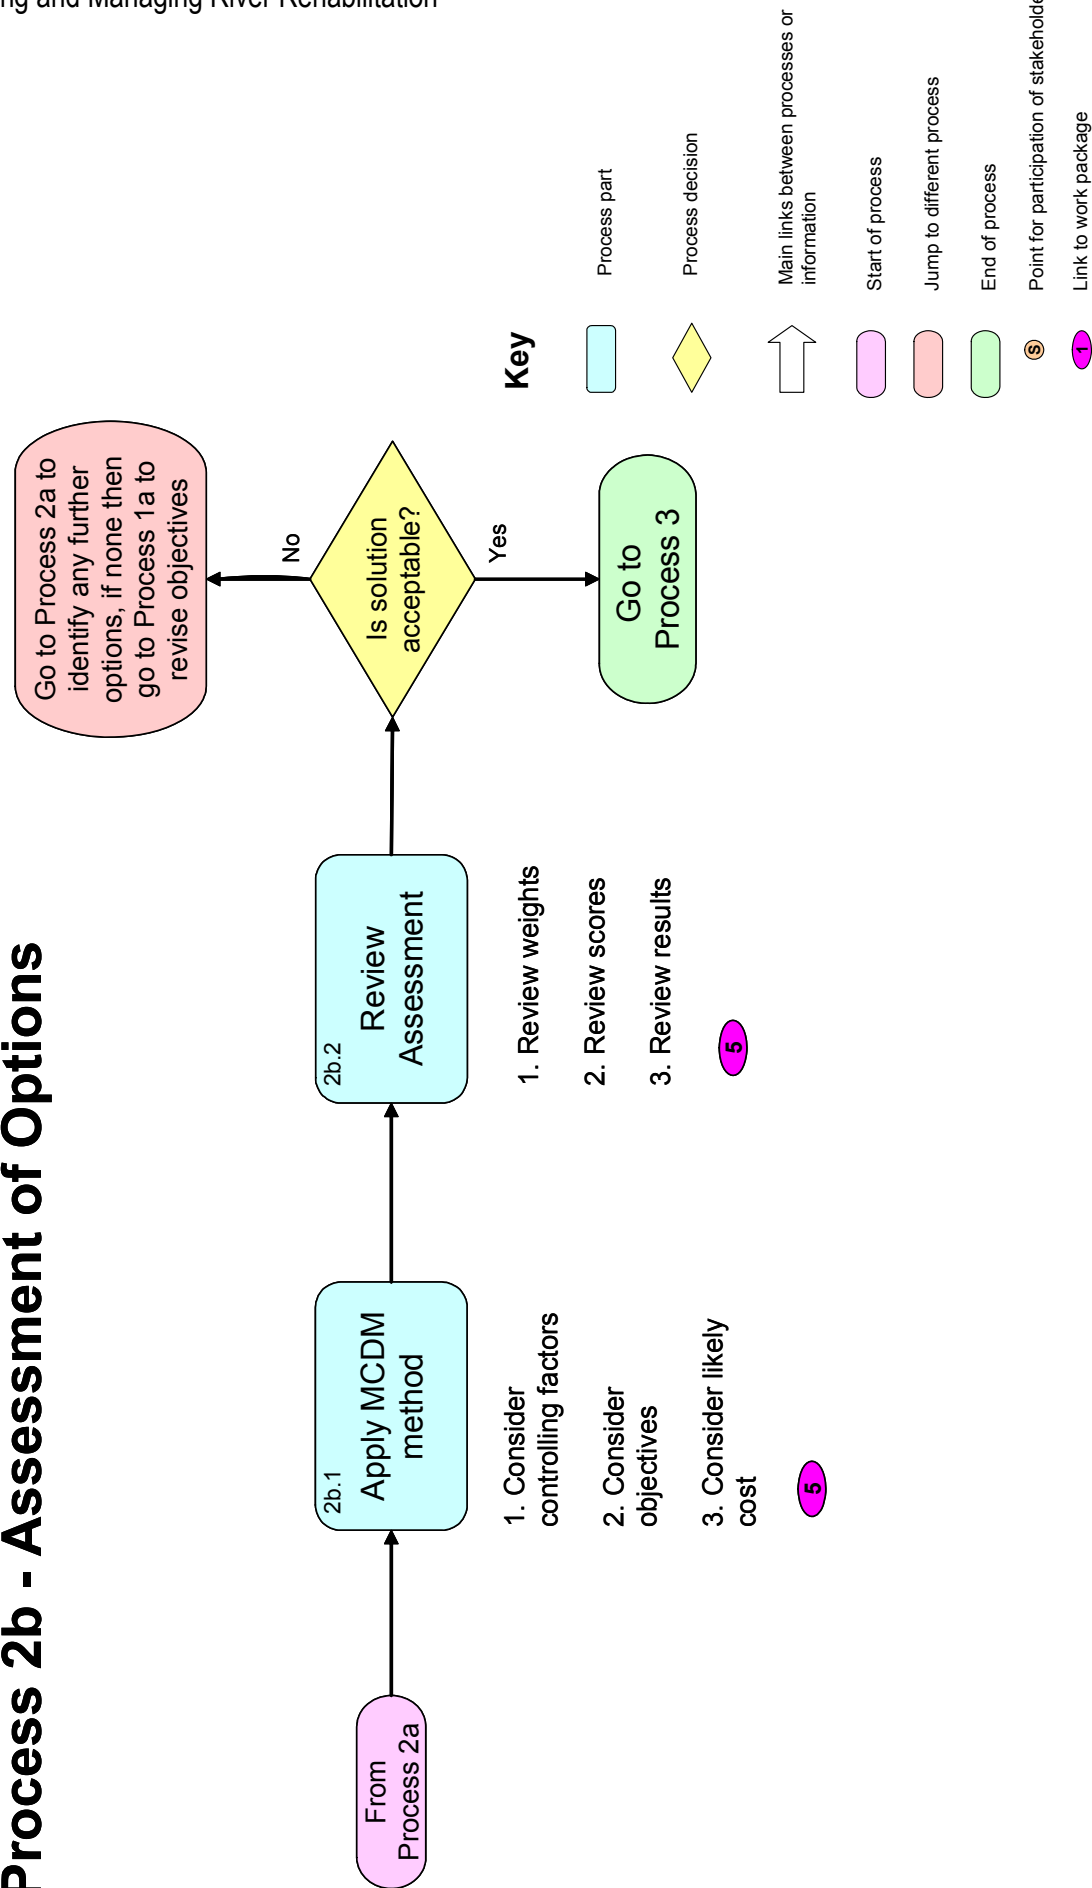 ng and Managing River Rehabilitation
Process 2b - Assessment of Options
From
Process 2a
2b.1
Apply MCDM
method
1. Consider
controlling factors
2. Consider
objectives
3. Consider likely
cost
5
2b.2
Review
Assessment
1. Review weights
2. Review scores
3. Review results
5
Is solution
acceptable?
No
Go to Process 2a to
identify any further
options, if none then
go to Process 1a to
revise objectives
Yes
Go to
Process 3
Key
Process part
Process decision
Main links between processes or
information
Start of process
Jump to different process
End of process
S
Point for participation of stakeholde
1
Link to work package